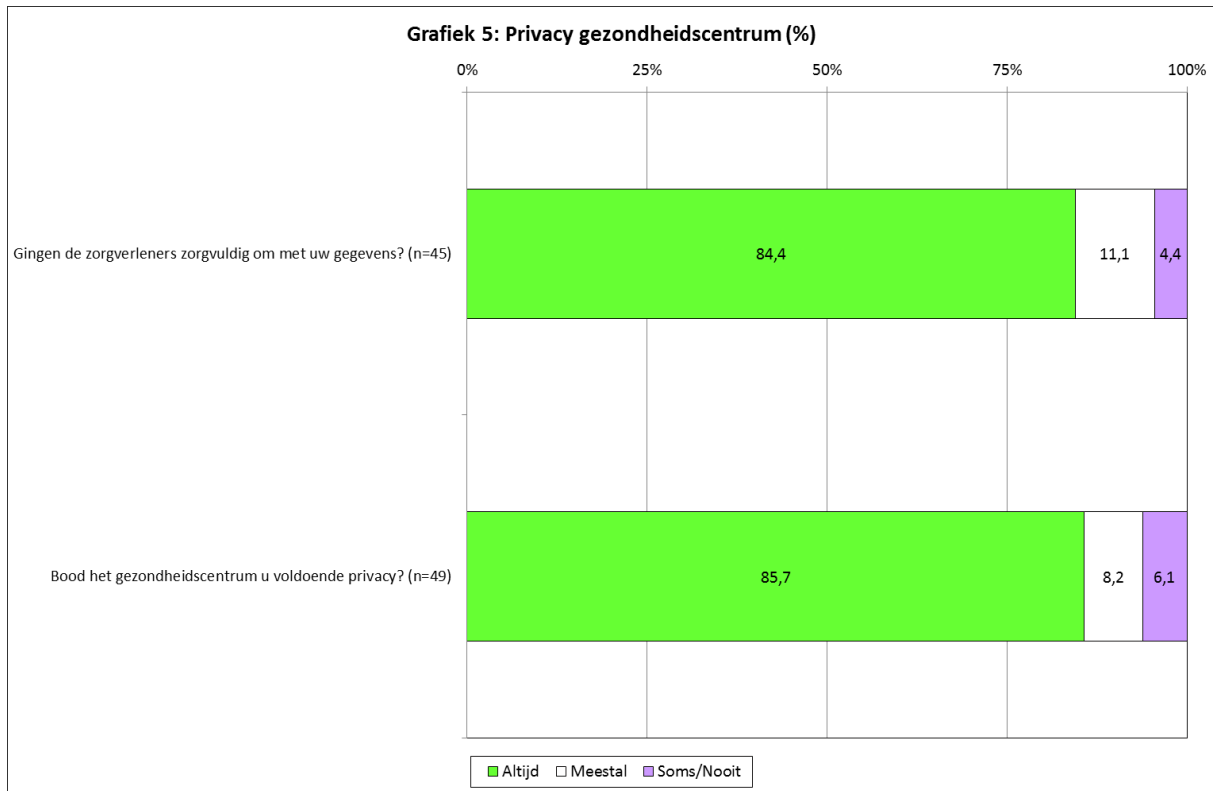 Grafiek 5: Privacy gezondheidscentrum (%)
0% 25% 50% 75% 100%
Gingen de zorgverleners zorgvuldig om met uw gegevens? (n=45) 84,4 11,1 4,4
Bood het gezondheidscentrum u voldoende privacy? (n=49) 85,7 8,2 6,1
Altijd Meestal Soms/Nooit